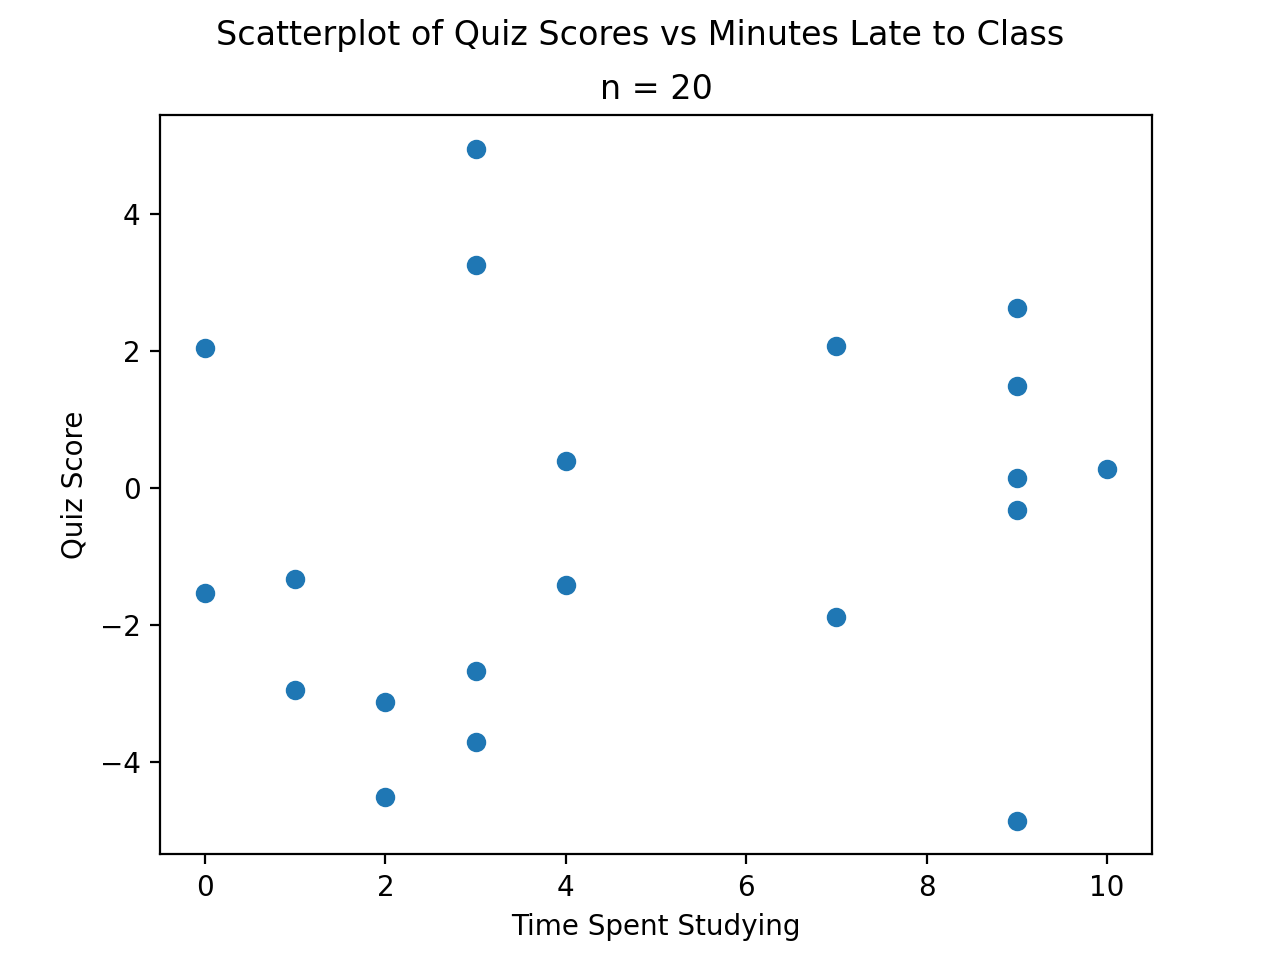 Scatterplot of Quiz Scores vs Minutes Late to Class
n = 20
4
2
0
−2
−4
Quiz Score
0 2 4 6 8 10
Time Spent Studying